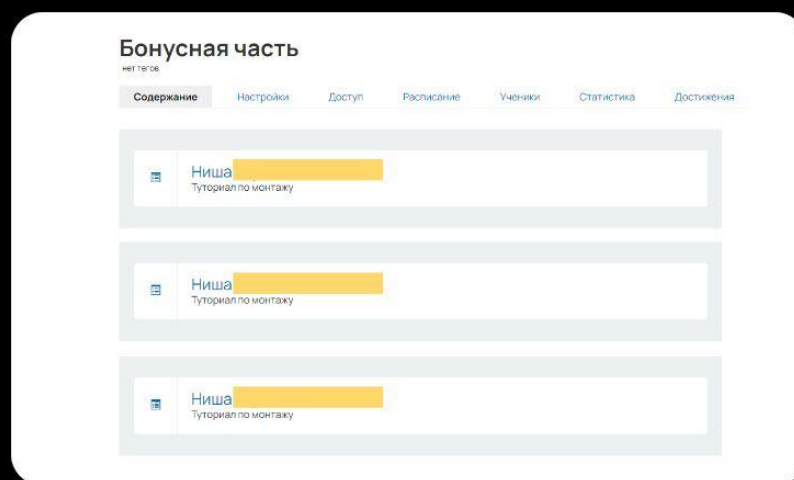 Бонусная часть
нет тегов
Содержание Настройки Доступ Расписание Ученики Статистика Достижения
Ниша
Туториал по монтажу
Ниша
Туториал по монтажу
Ниша
Туториал по монтажу